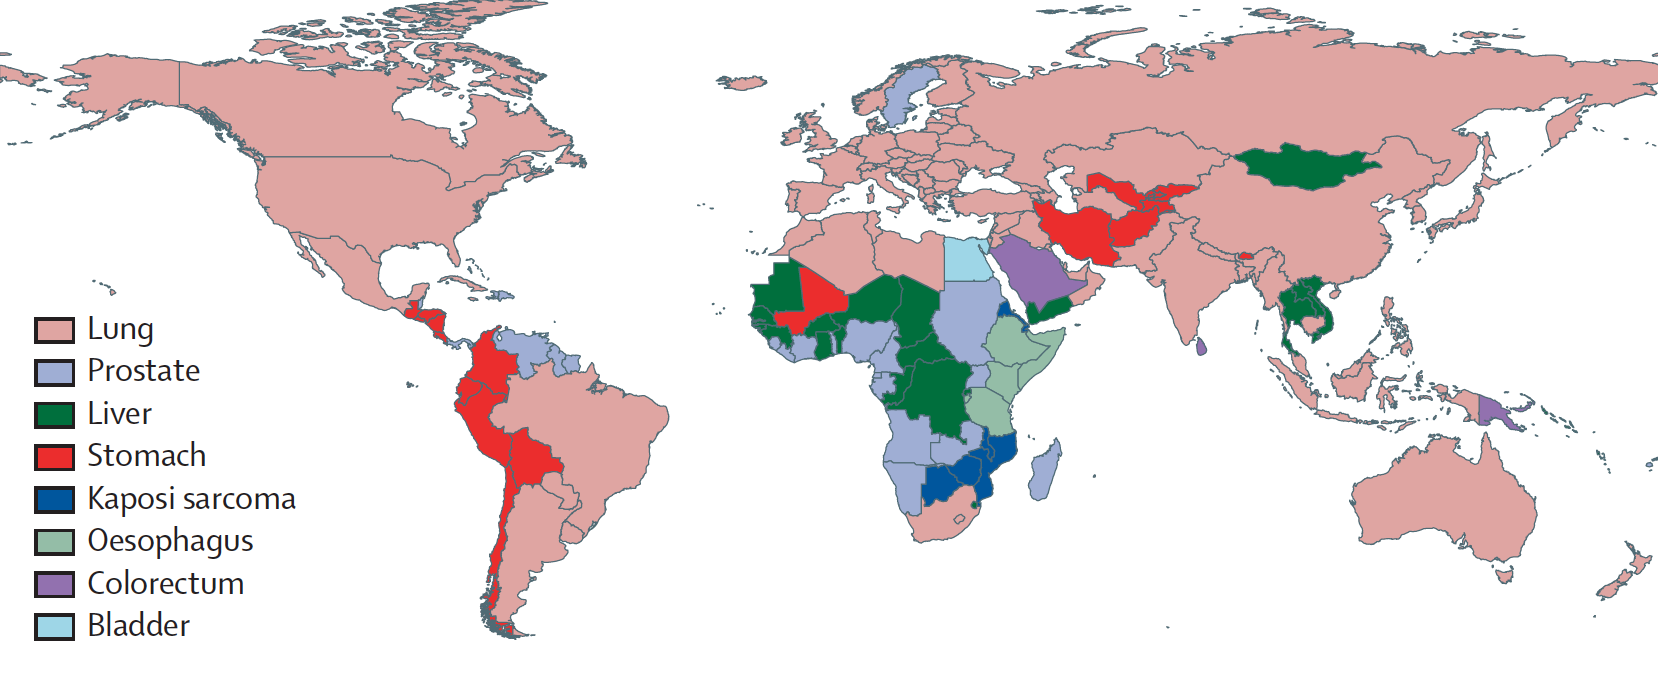 Lung
Prostate
Liver
Stomach
Kaposi sarcoma
Oesophagus
Colorectum
Bladder